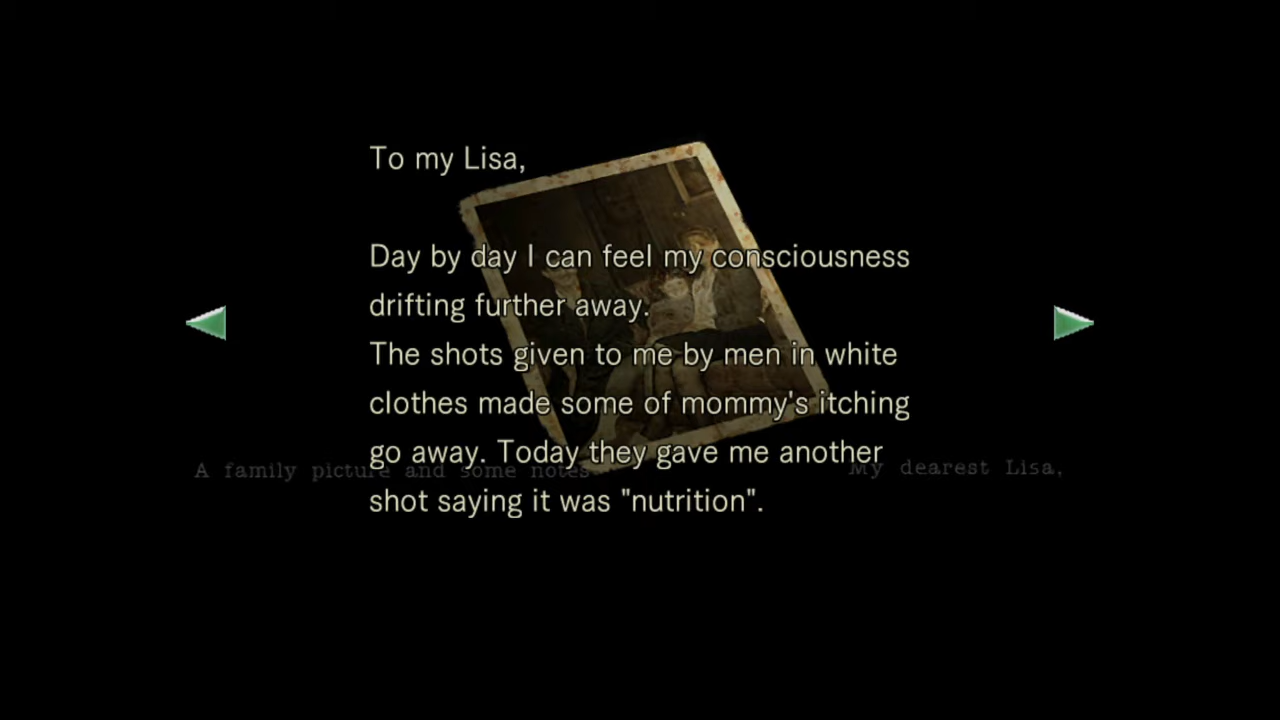 To my Lisa,
Day by day I can feel my consciousness
drifting further away.
The shots given to me by men in white
clothes made some of mommy's itching
go away. Today they gave me another
shot saying it was "nutrition".
A family picture and some notes
My dearest Lisa,